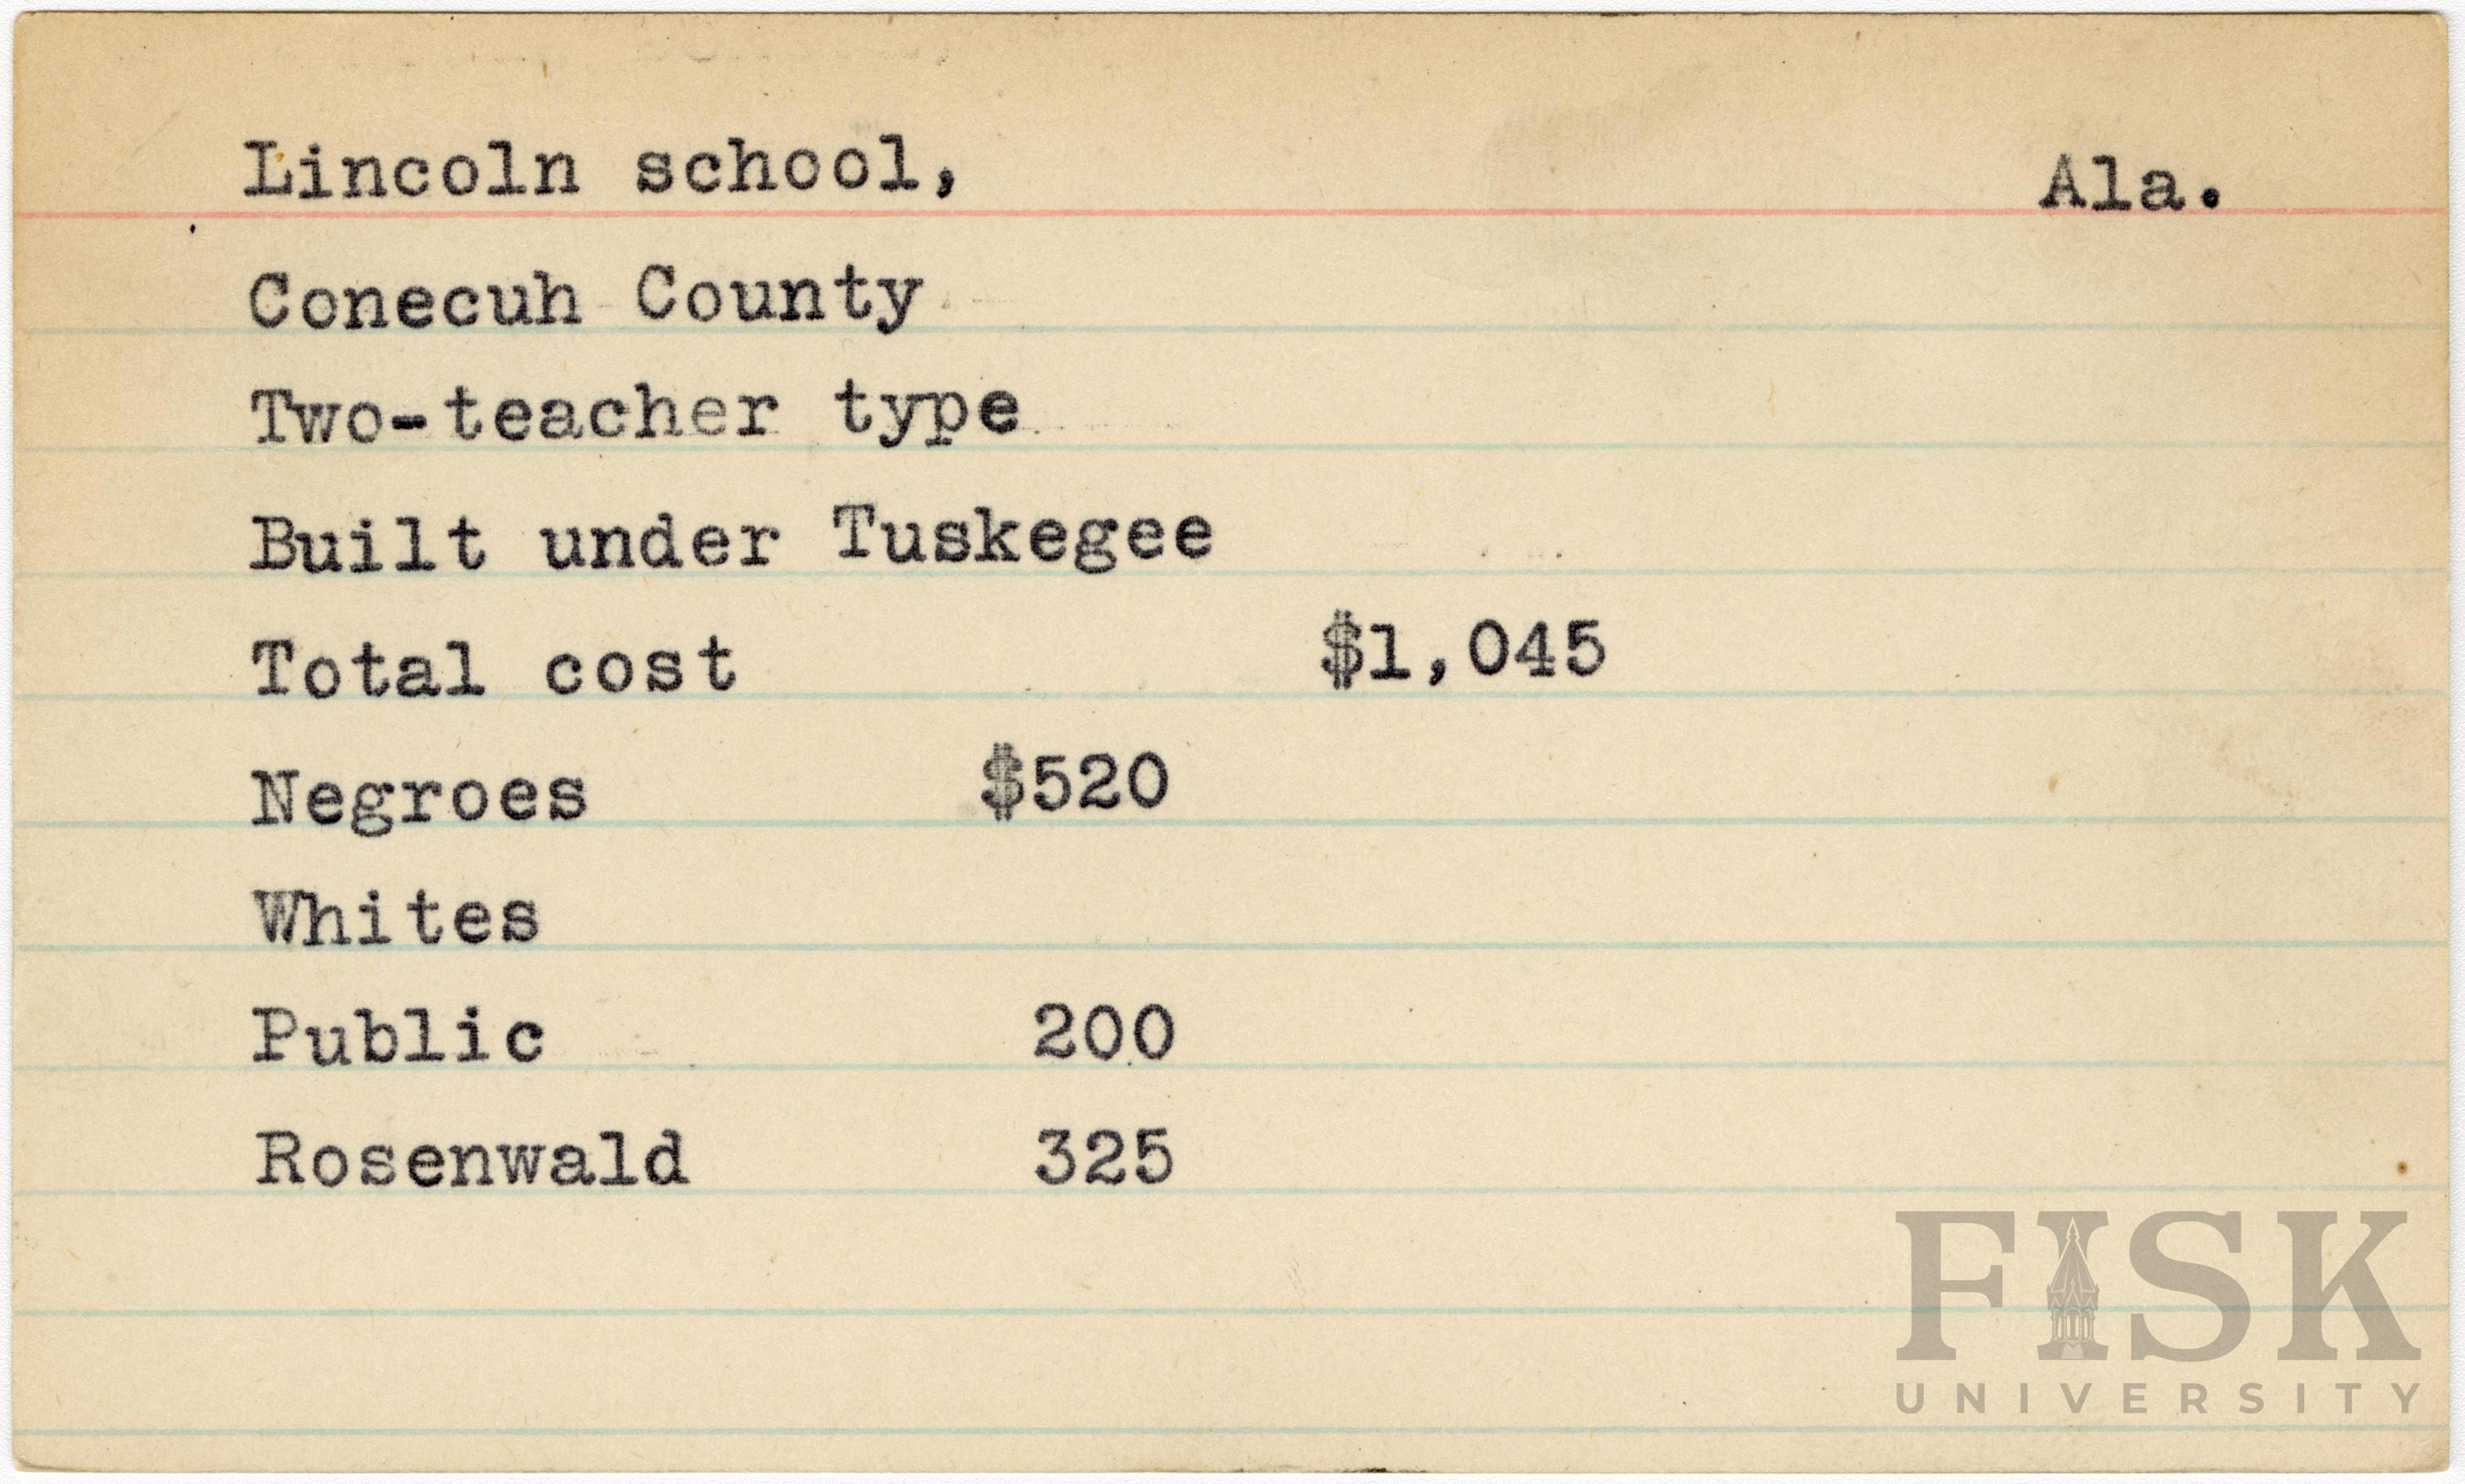 Lincoln school, Ala.
Conecuh County
Two-teacher type
Built under Tuskegee
Total cost $1,045
Negroes $520
Whites
Public 200
Rosenwald 325
FISK
UNIVERSITY